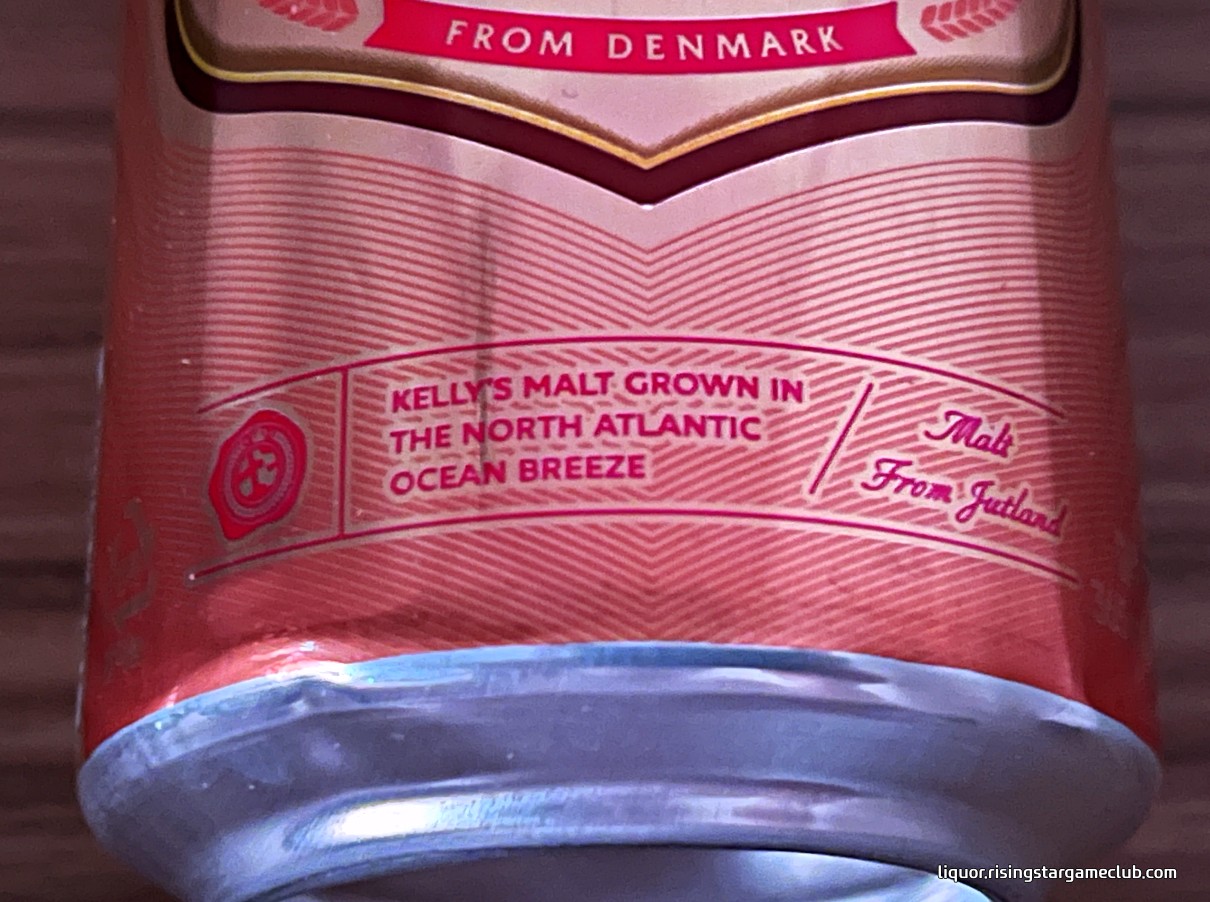 FROM DENMARK
KELLY'S MALT GROWN IN
THE NORTH ATLANTIC
OCEAN BREEZE
Malt
From Jutland
liquor.risingstargameclub.com